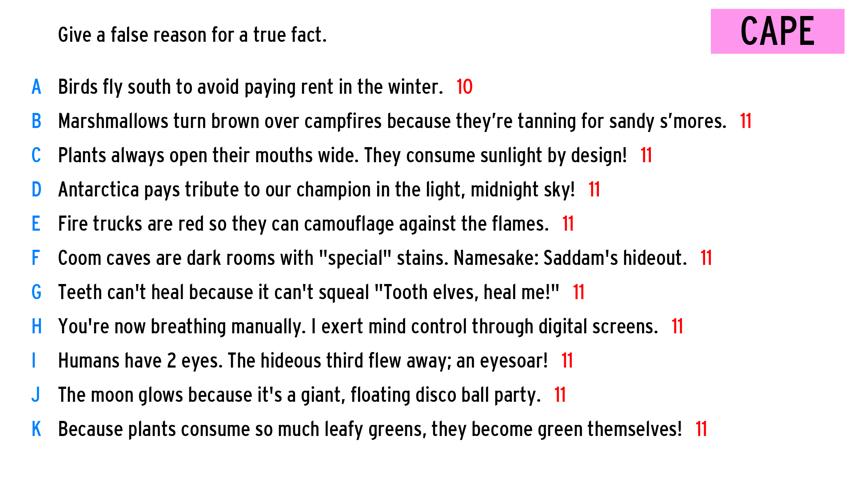 Give a false reason for a true fact.
CAPE
A Birds fly south to avoid paying rent in the winter. 10
B Marshmallows turn brown over campfires because they’re tanning for sandy s’mores. 11
C Plants always open their mouths wide. They consume sunlight by design! 11
D Antarctica pays tribute to our champion in the light, midnight sky! 11
E Fire trucks are red so they can camouflage against the flames. 11
F Coom caves are dark rooms with "special" stains. Namesake: Saddam's hideout. 11
G Teeth can't heal because it can't squeal "Tooth elves, heal me!" 11
H You're now breathing manually. I exert mind control through digital screens. 11
I Humans have 2 eyes. The hideous third flew away; an eyesoar! 11
J The moon glows because it's a giant, floating disco ball party. 11
K Because plants consume so much leafy greens, they become green themselves! 11